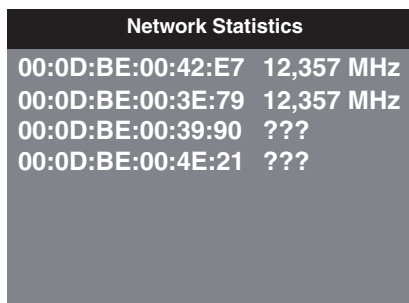 Network Statistics
00:0D:BE:00:42:E7 12,357 MHz
00:0D:BE:00:3E:79 12,357 MHz
00:0D:BE:00:39:90 ???
00:0D:BE:00:4E:21 ???